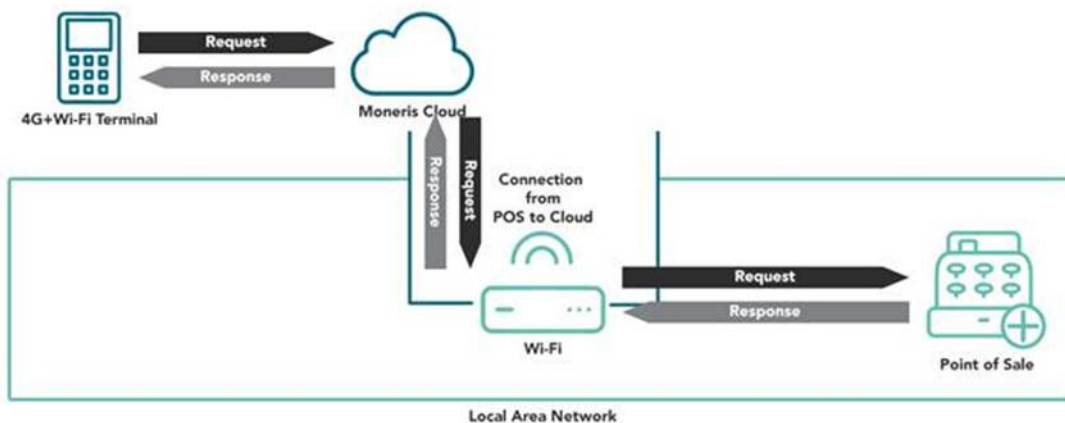 Request
Response
4G+Wi-Fi Terminal
Moneris Cloud
Response
Request
Connection
from
POS to Cloud
Request
Response
Wi-Fi
Point of Sale
Local Area Network